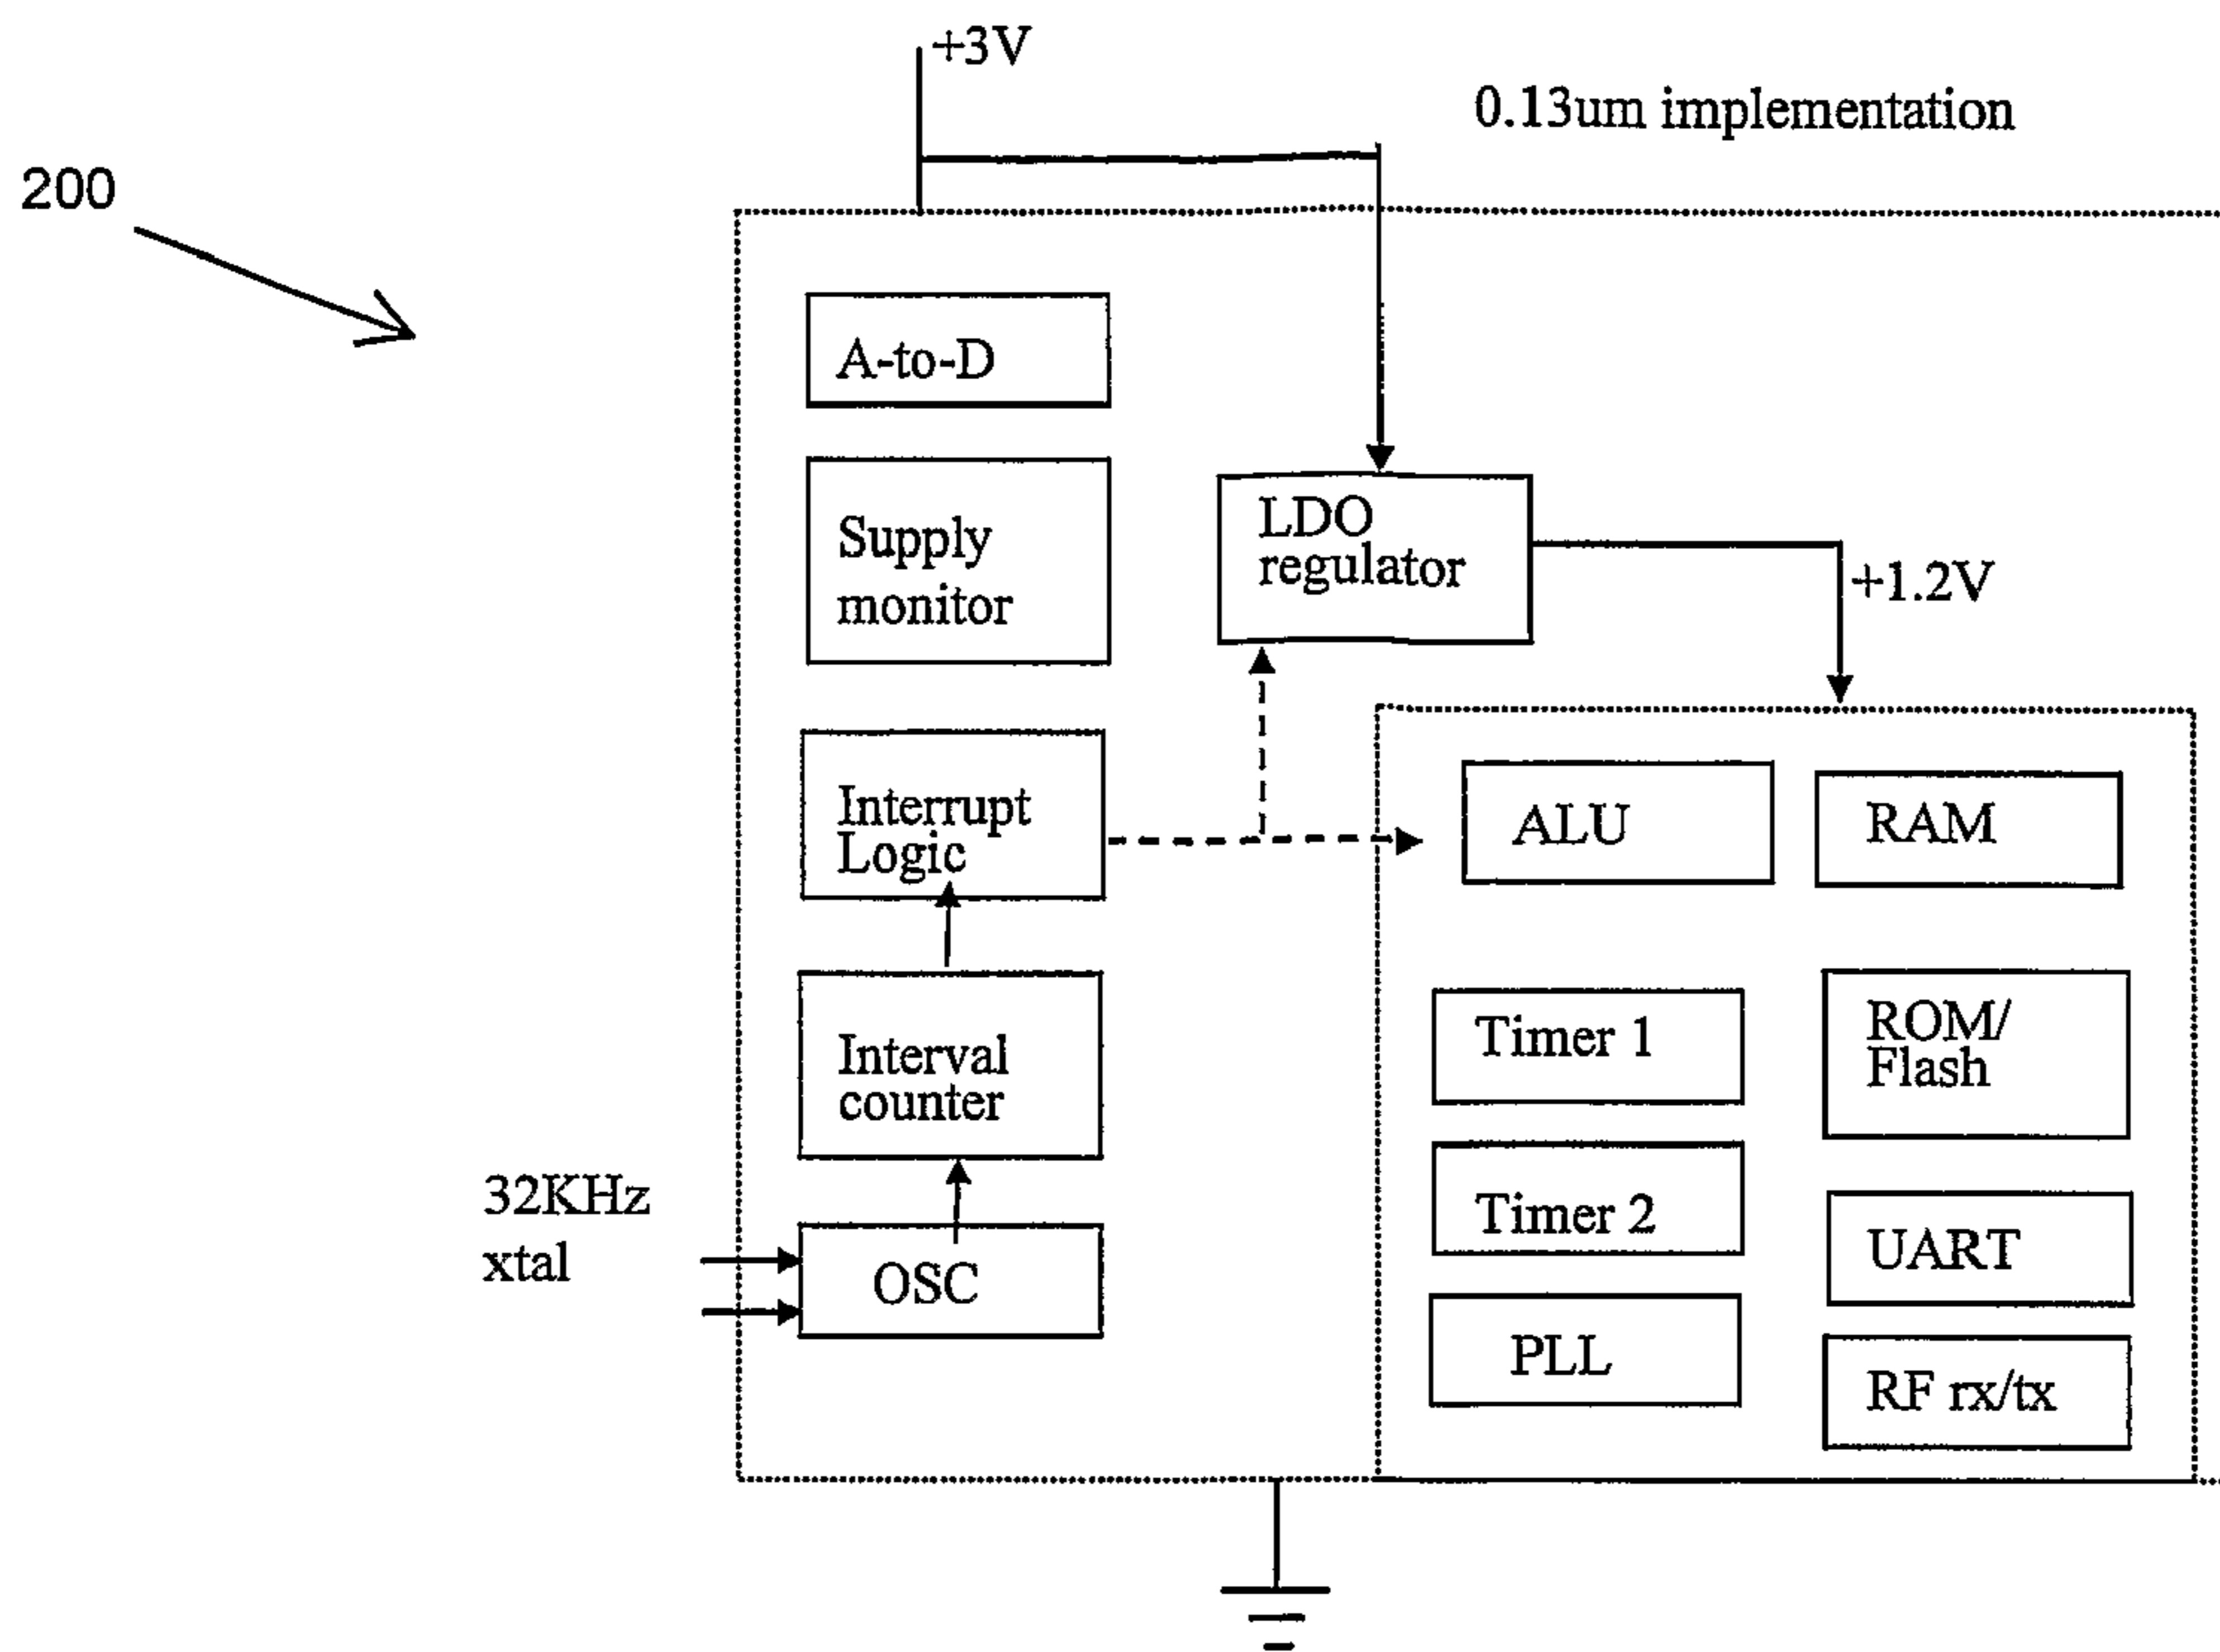 +3V
0.13um implementation
200
A-to-D
Supply
monitor
LDO
regulator
+1.2V
Interrupt
Logic
ALU
RAM
Interval
counter
Timer 1
ROM/
Flash
32KHz
xtal
OSC
Timer 2
UART
PLL
RF rx/tx